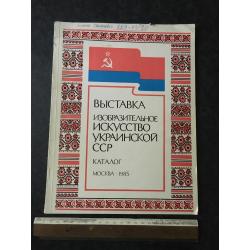 ВЫСТАВКА
ИЗОБРАЗИТЕЛЬНОЕ
ИСКУССТВО
УКРАИНСКОЙ
ССР
КАТАЛОГ
МОСКВА · 1985